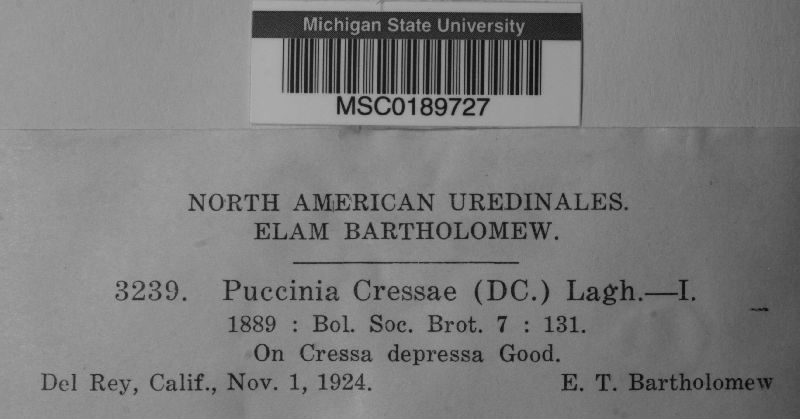 Michigan State University
MSC0189727
NORTH AMERICAN UREDINALES.
ELAM BARTHOLOMEW.
3239. Puccinia Cressae (DC.) Lagh.—I.
1889 : Bol. Soc. Brot. 7 : 131.
On Cressa depressa Good.
Del Rey, Calif., Nov. 1, 1924. E. T. Bartholomew